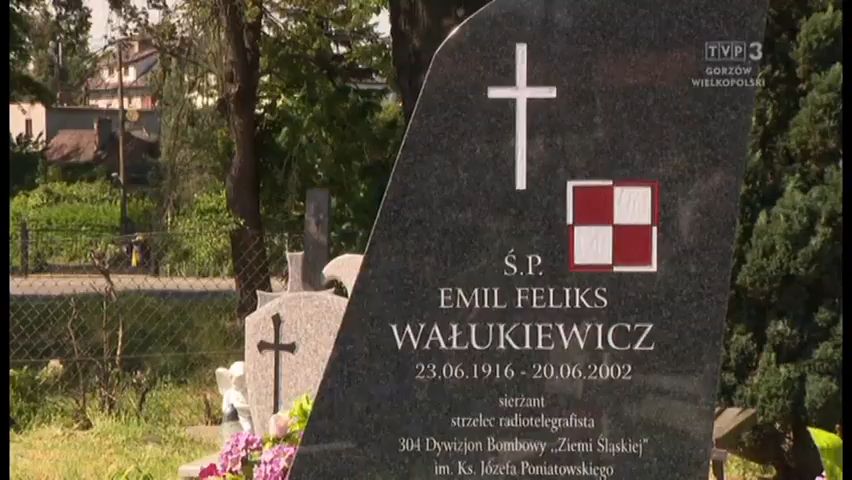 TVP3
GORZÓW
WIELKOPOLSKI
Ś.P.
EMIL FELIKS
WAŁUKIEWICZ
23.06.1916 - 20.06.2002
sierżant
strzelec radiotelegrafista
304 Dywizjon Bombowy ,,Ziemi Śląskiej"
im. Ks. Józefa Poniatowskiego